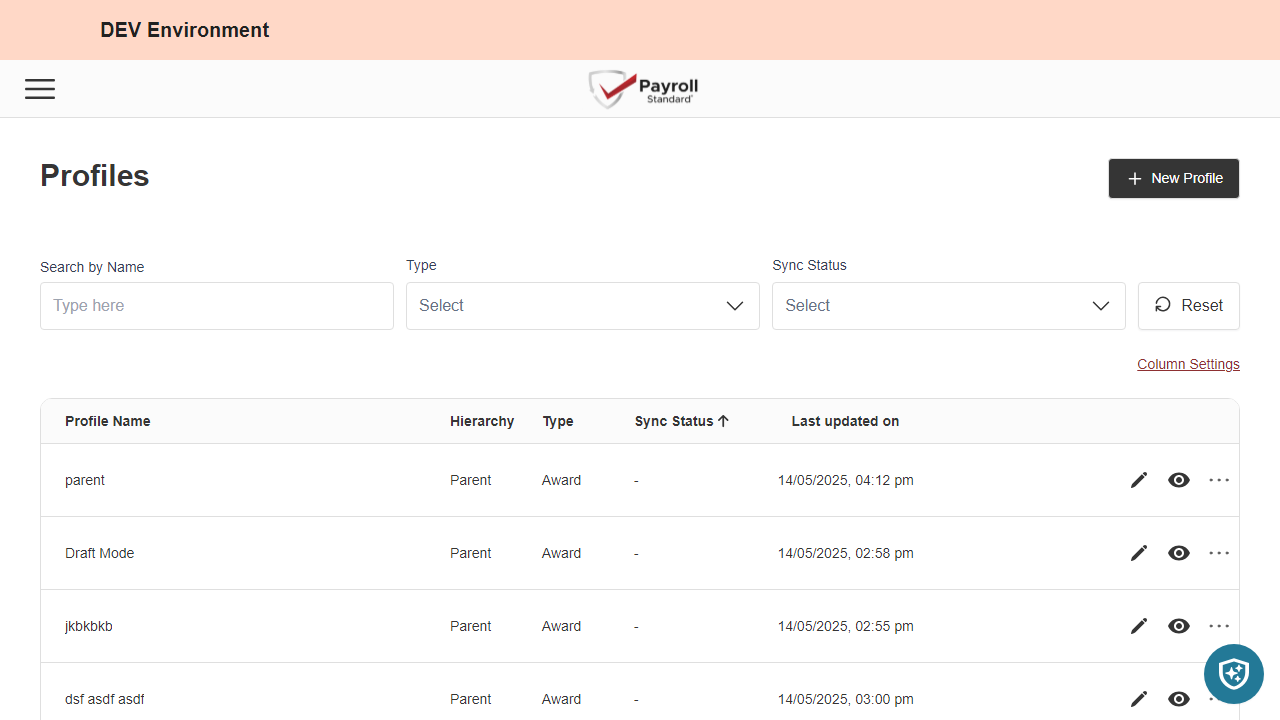 DEV Environment
Payroll
Standard
Profiles
New Profile
Search by Name
Type
Sync Status
Type here
Select
Select
Reset
Column Settings
Profile Name Hierarchy Type Sync Status Last updated on
parent Parent Award - 14/05/2025, 04:12 pm
Draft Mode Parent Award - 14/05/2025, 02:58 pm
jkbkbkb Parent Award - 14/05/2025, 02:55 pm
dsf asdf asdf Parent Award - 14/05/2025, 03:00 pm